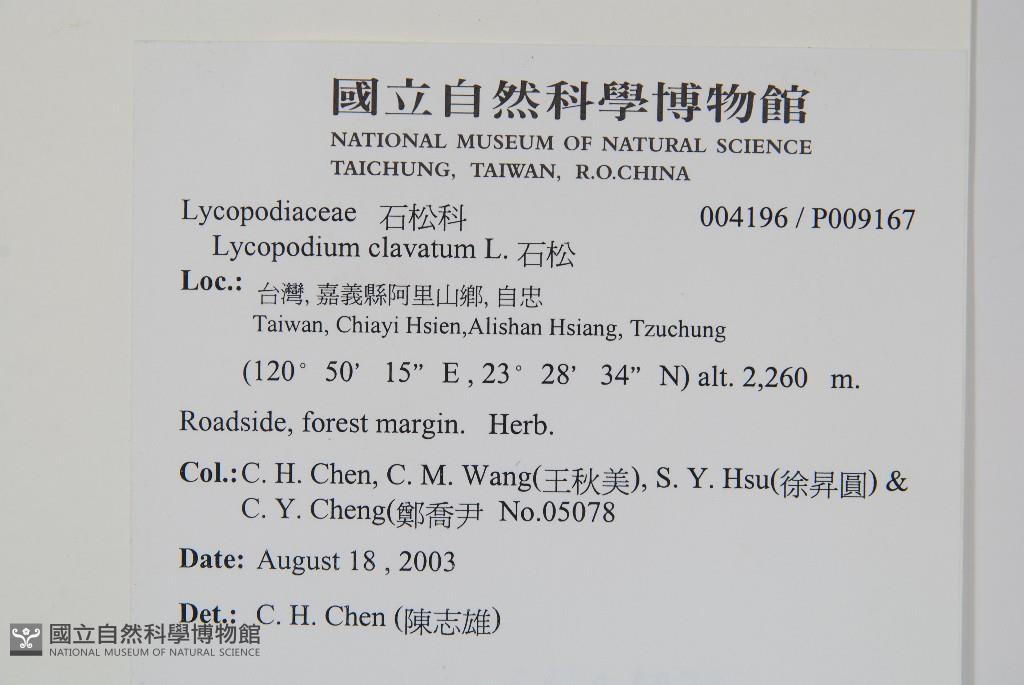 國立自然科學博物館
NATIONAL MUSEUM OF NATURAL SCIENCE
TAICHUNG, TAIWAN, R.O.CHINA
Lycopodiaceae 石松科 004196 / P009167
Lycopodium clavatum L. 石松
Loc.: 台灣, 嘉義縣阿里山鄉, 自忠
Taiwan, Chiayi Hsien,Alishan Hsiang, Tzuchung
(120° 50’ 15” E , 23° 28’ 34” N) alt. 2,260 m.
Roadside, forest margin. Herb.
Col.: C. H. Chen, C. M. Wang(王秋美), S. Y. Hsu(徐昇圓) &
C. Y. Cheng(鄭喬尹 No.05078
Date: August 18 , 2003
Det.: C. H. Chen (陳志雄)
國立自然科學博物館
NATIONAL MUSEUM OF NATURAL SCIENCE